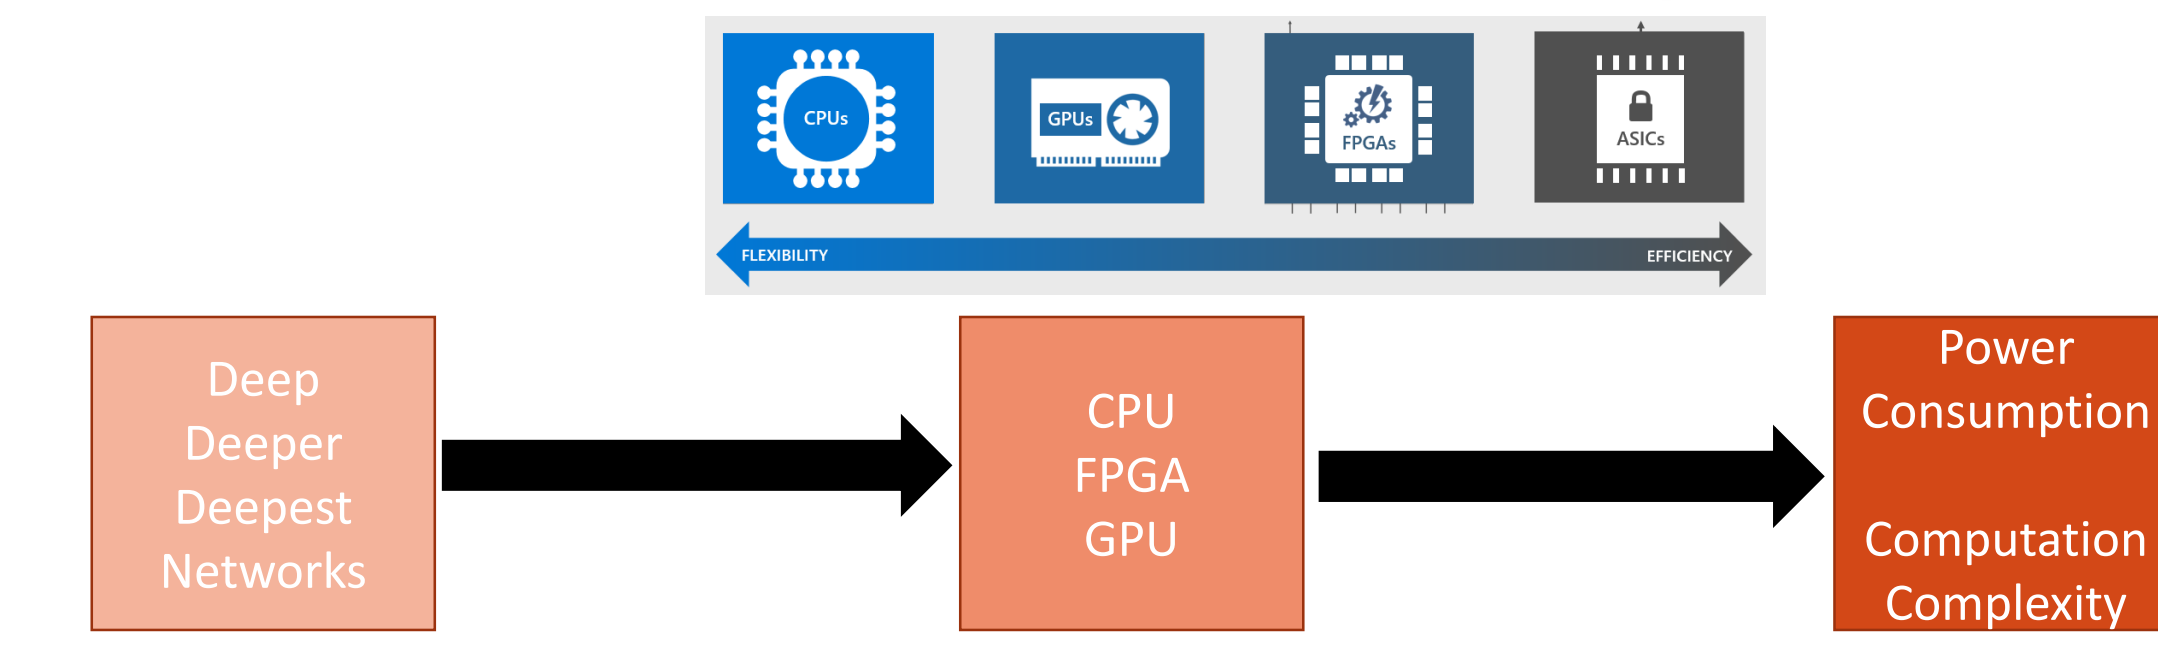 CPUs
GPUs
FPGAs
ASICs
FLEXIBILITY
EFFICIENCY
Deep
Deeper
Deepest
Networks
CPU
FPGA
GPU
Power
Consumption
Computation
Complexity